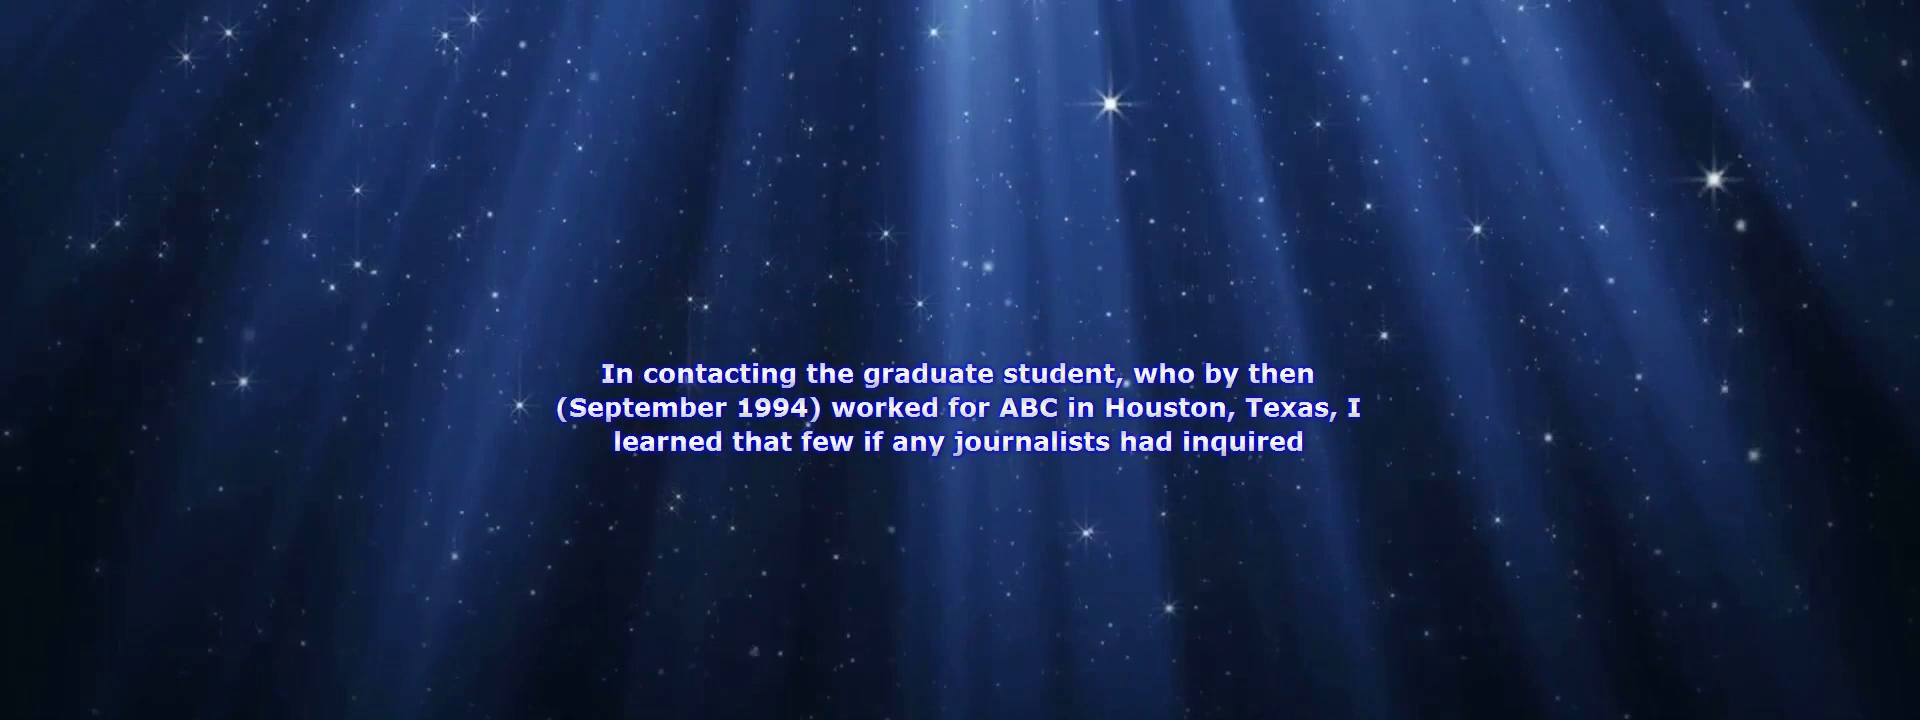 In contacting the graduate student, who by then
(September 1994) worked for ABC in Houston, Texas, I
learned that few if any journalists had inquired